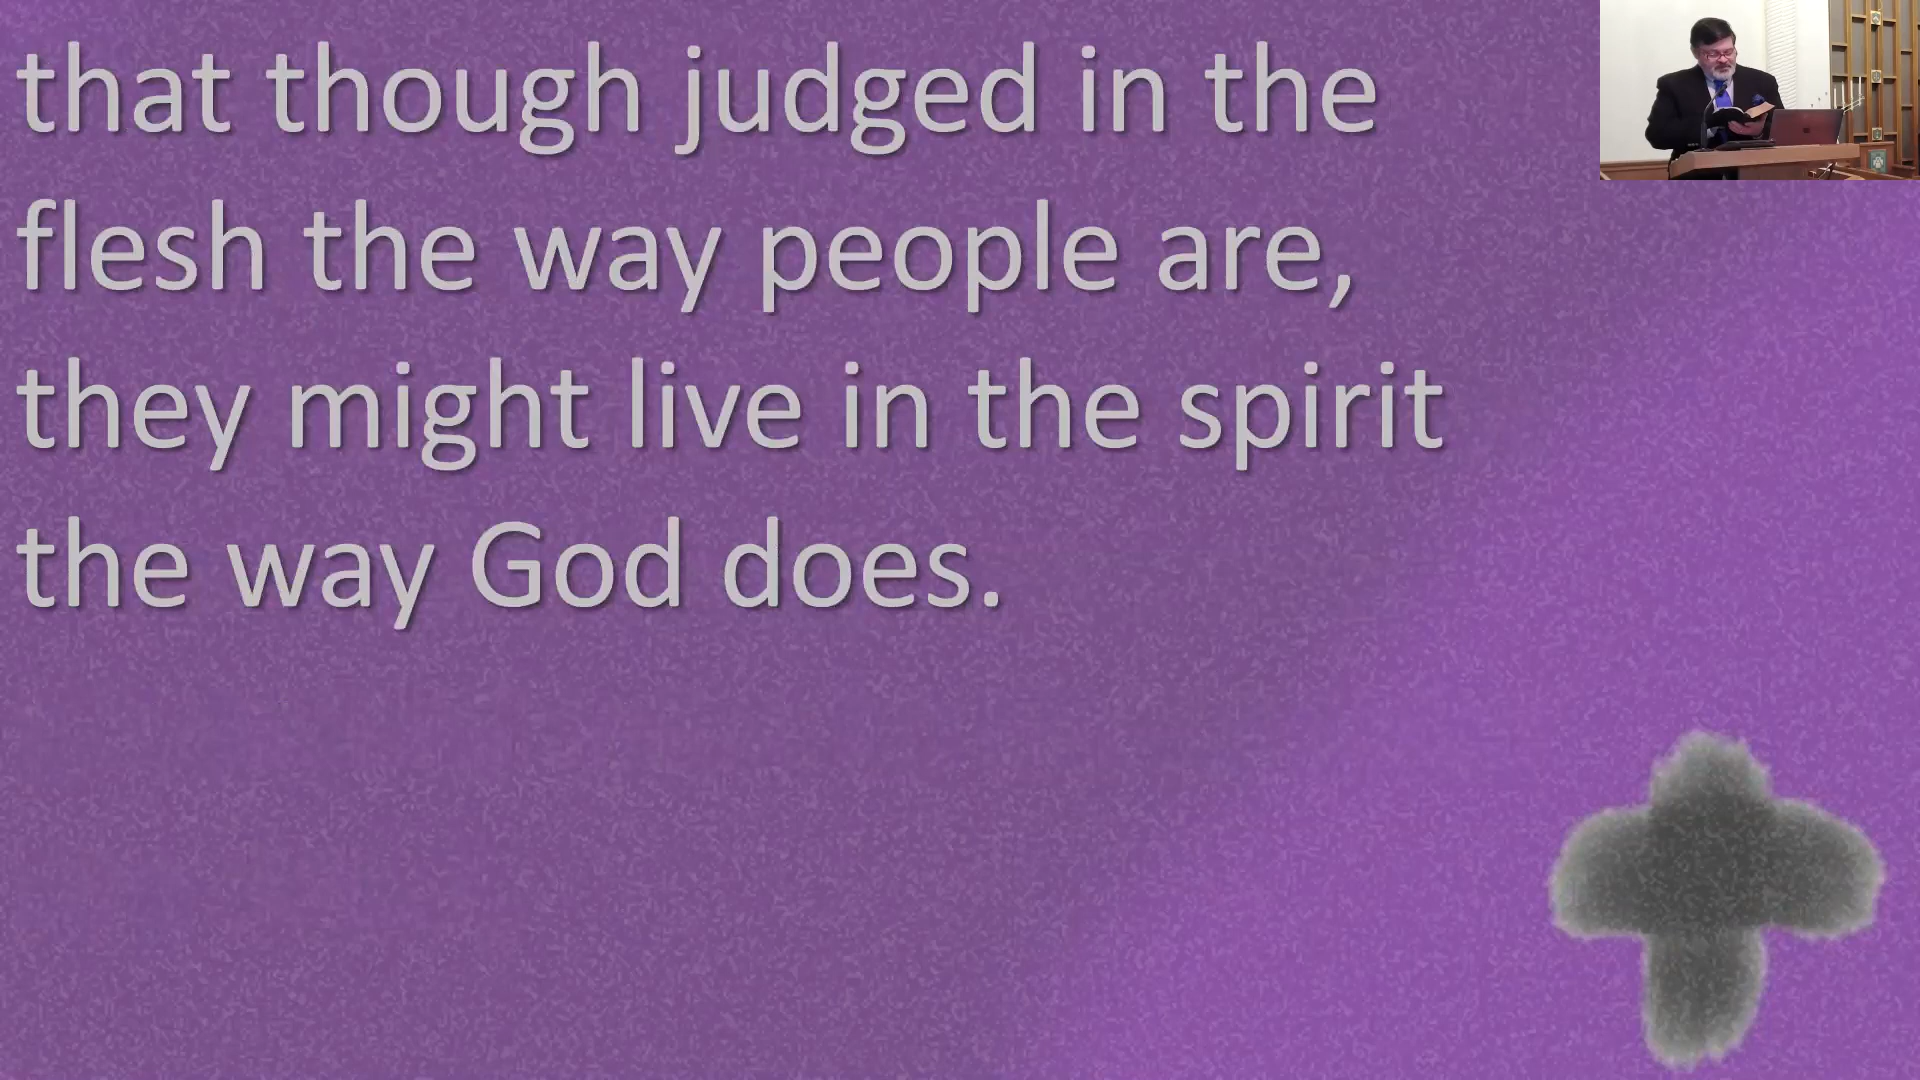 that though judged in the
flesh the way people are,
they might live in the spirit
the way God does.